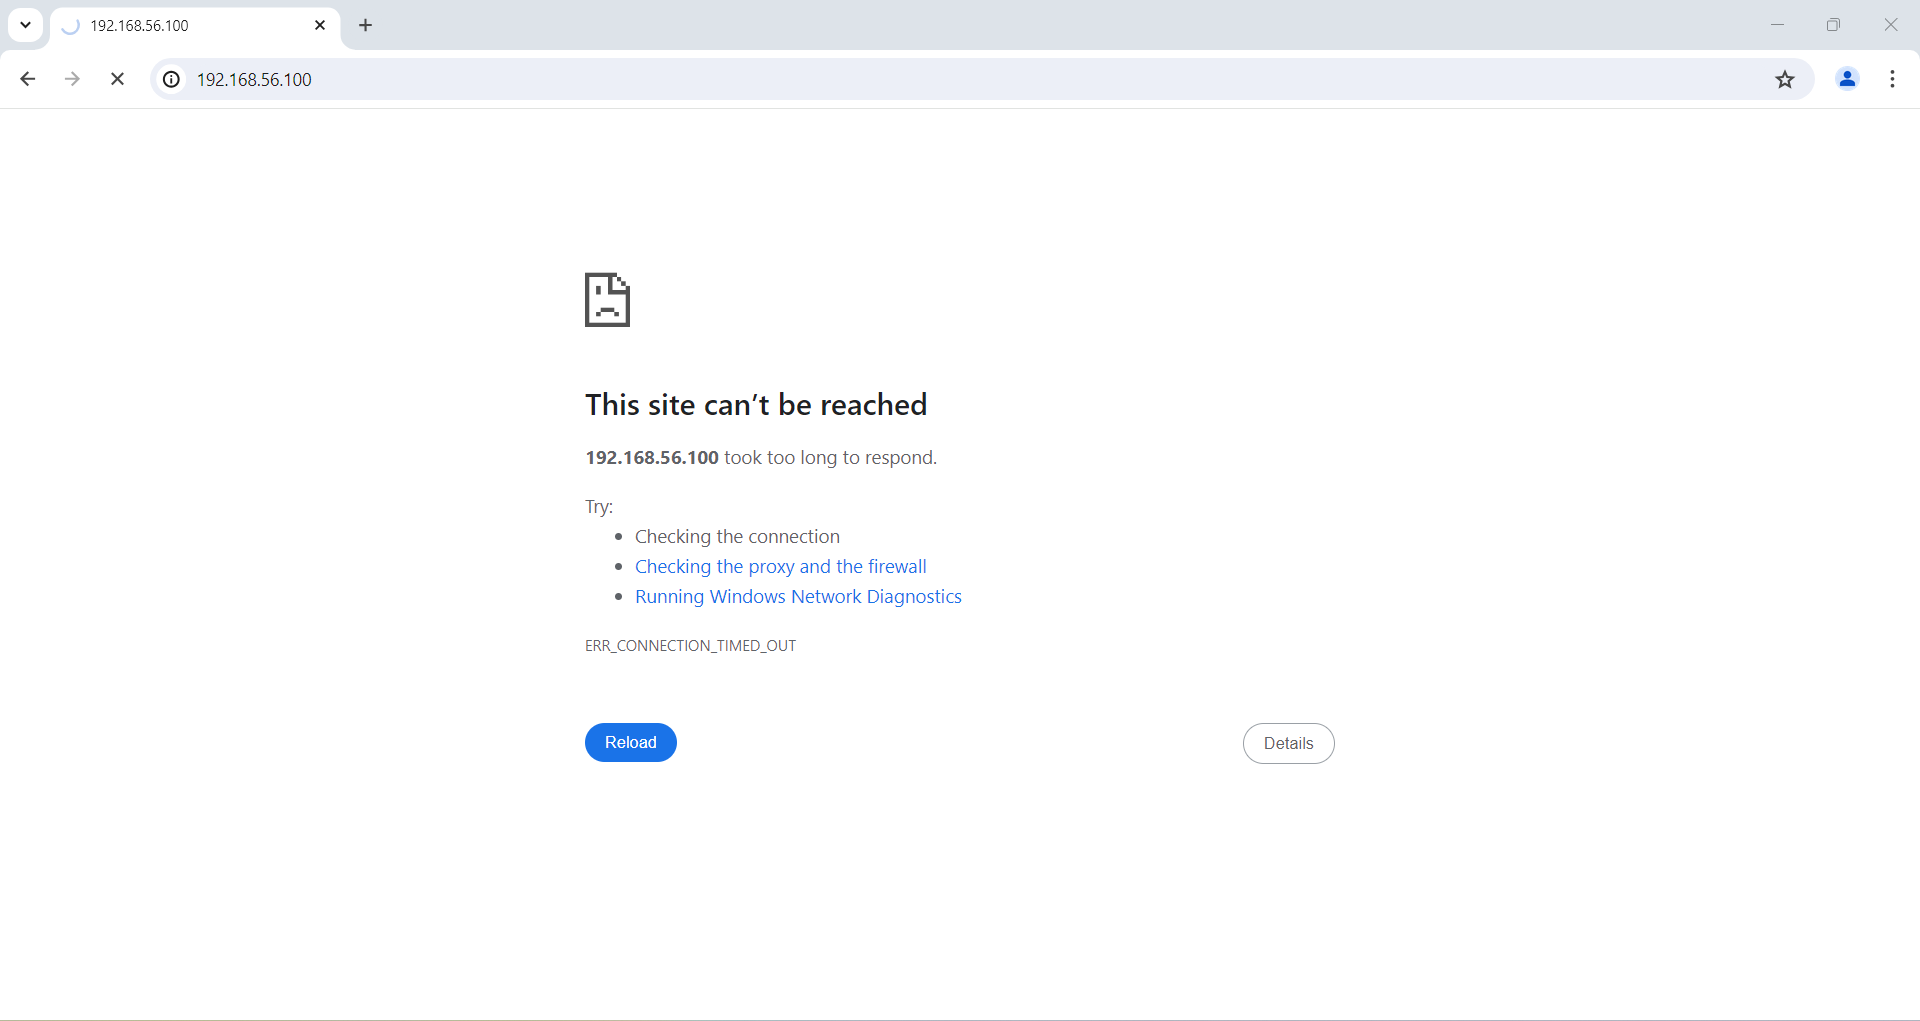 192.168.56.100
192.168.56.100
This site can’t be reached
192.168.56.100 took too long to respond.
Try:
Checking the connection
Checking the proxy and the firewall
Running Windows Network Diagnostics
ERR_CONNECTION_TIMED_OUT
Reload
Details